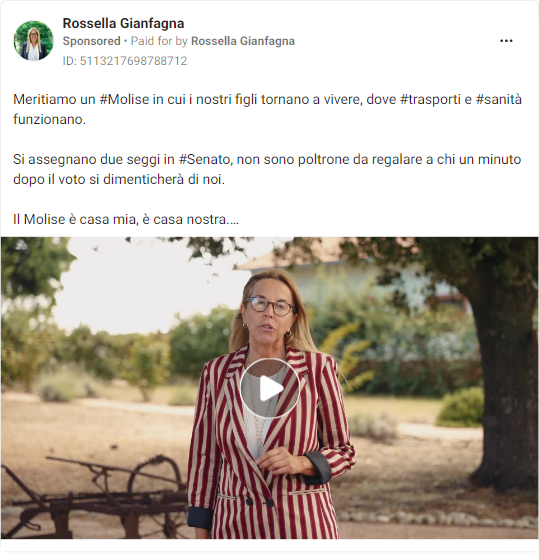 Rossella Gianfagna
Sponsored • Paid for by Rossella Gianfagna
ID: 5113217698788712
Meritiamo un #Molise in cui i nostri figli tornano a vivere, dove #trasporti e #sanità
funzionano.
Si assegnano due seggi in #Senato, non sono poltrone da regalare a chi un minuto
dopo il voto si dimenticherà di noi.
Il Molise è casa mia, è casa nostra....